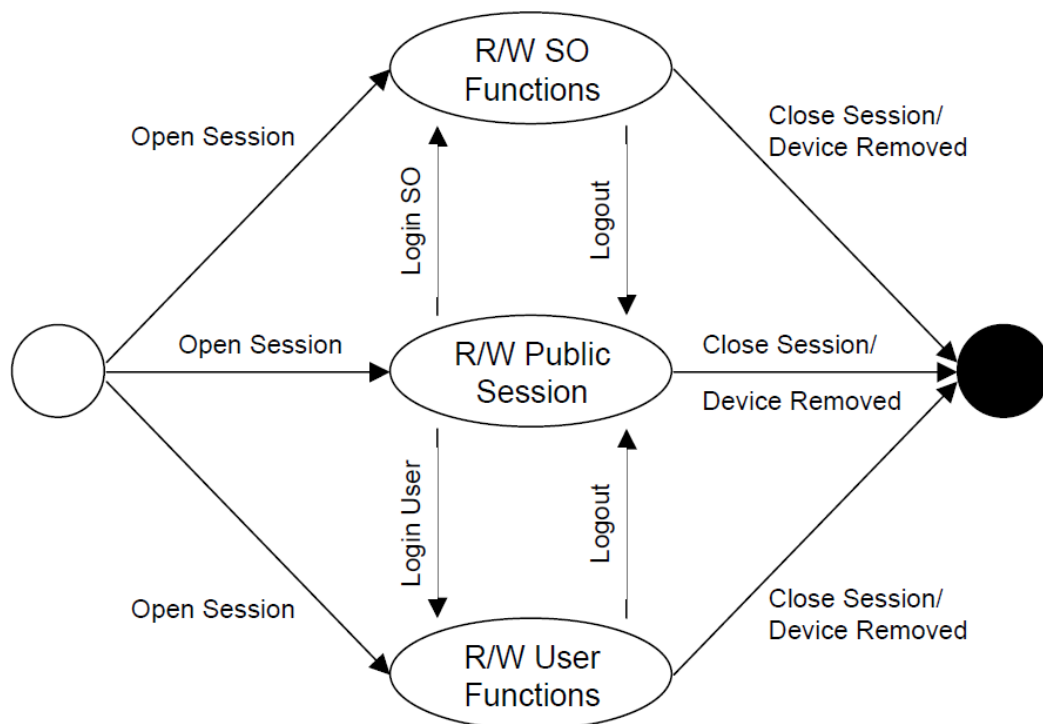 R/W SO
Functions
Open Session
Close Session/
Device Removed
Login SO
Logout
Open Session
R/W Public
Session
Close Session/
Device Removed
Login User
Logout
Open Session
R/W User
Functions
Close Session/
Device Removed